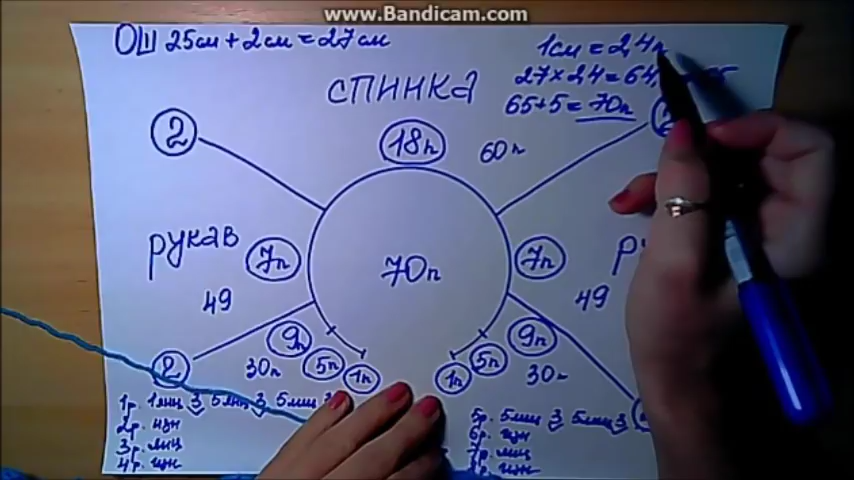 www.Bandicam.com
ОШ 25см + 2см = 27см
1см = 2,4п
27 × 2,4 = 64,
65 + 5 = 70п
СПИНКА
2
18п
60п
рукав
7п
70п
7п
49
49
2
9п
5п
1п
1п
5п
9п
30п
30п
1р. 1лиц 3 5лиц 3 5лиц 3
2р. изн
3р. лиц
4р. изн
5р. 5лиц 3 5лиц 3
6р. изн
7р. лиц
8р. изн